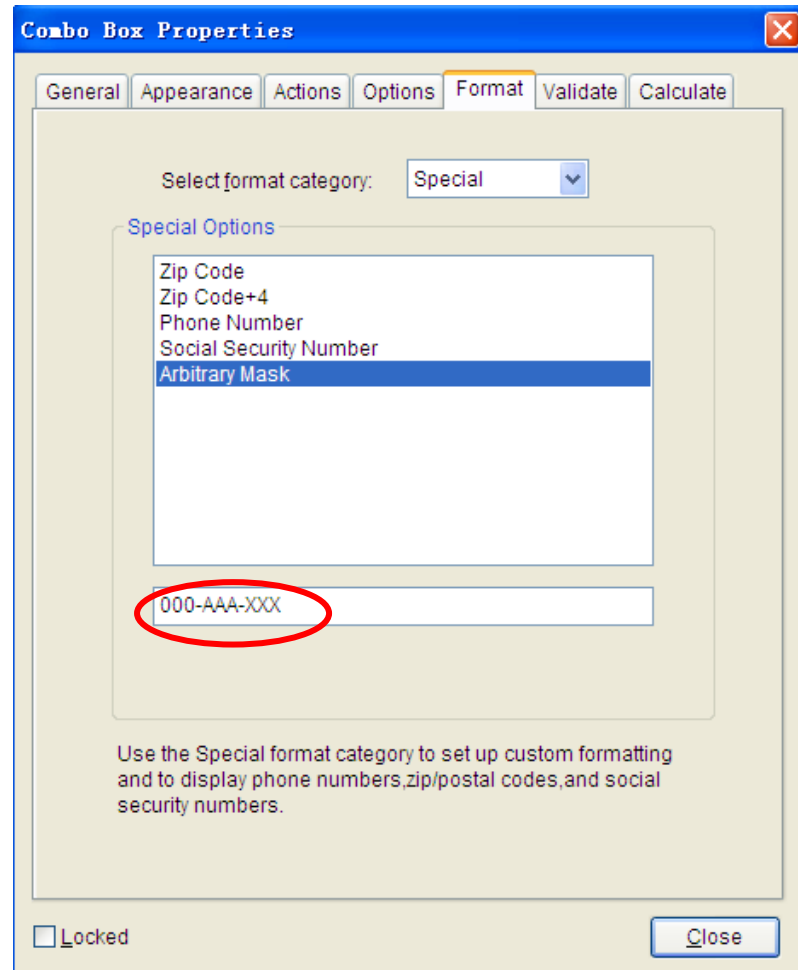 Combo Box Properties
General Appearance Actions Options Format Validate Calculate
Select format category: Special
Special Options
Zip Code
Zip Code+4
Phone Number
Social Security Number
Arbitrary Mask
000-AAA-XXX
Use the Special format category to set up custom formatting
and to display phone numbers,zip/postal codes,and social
security numbers.
Locked Close